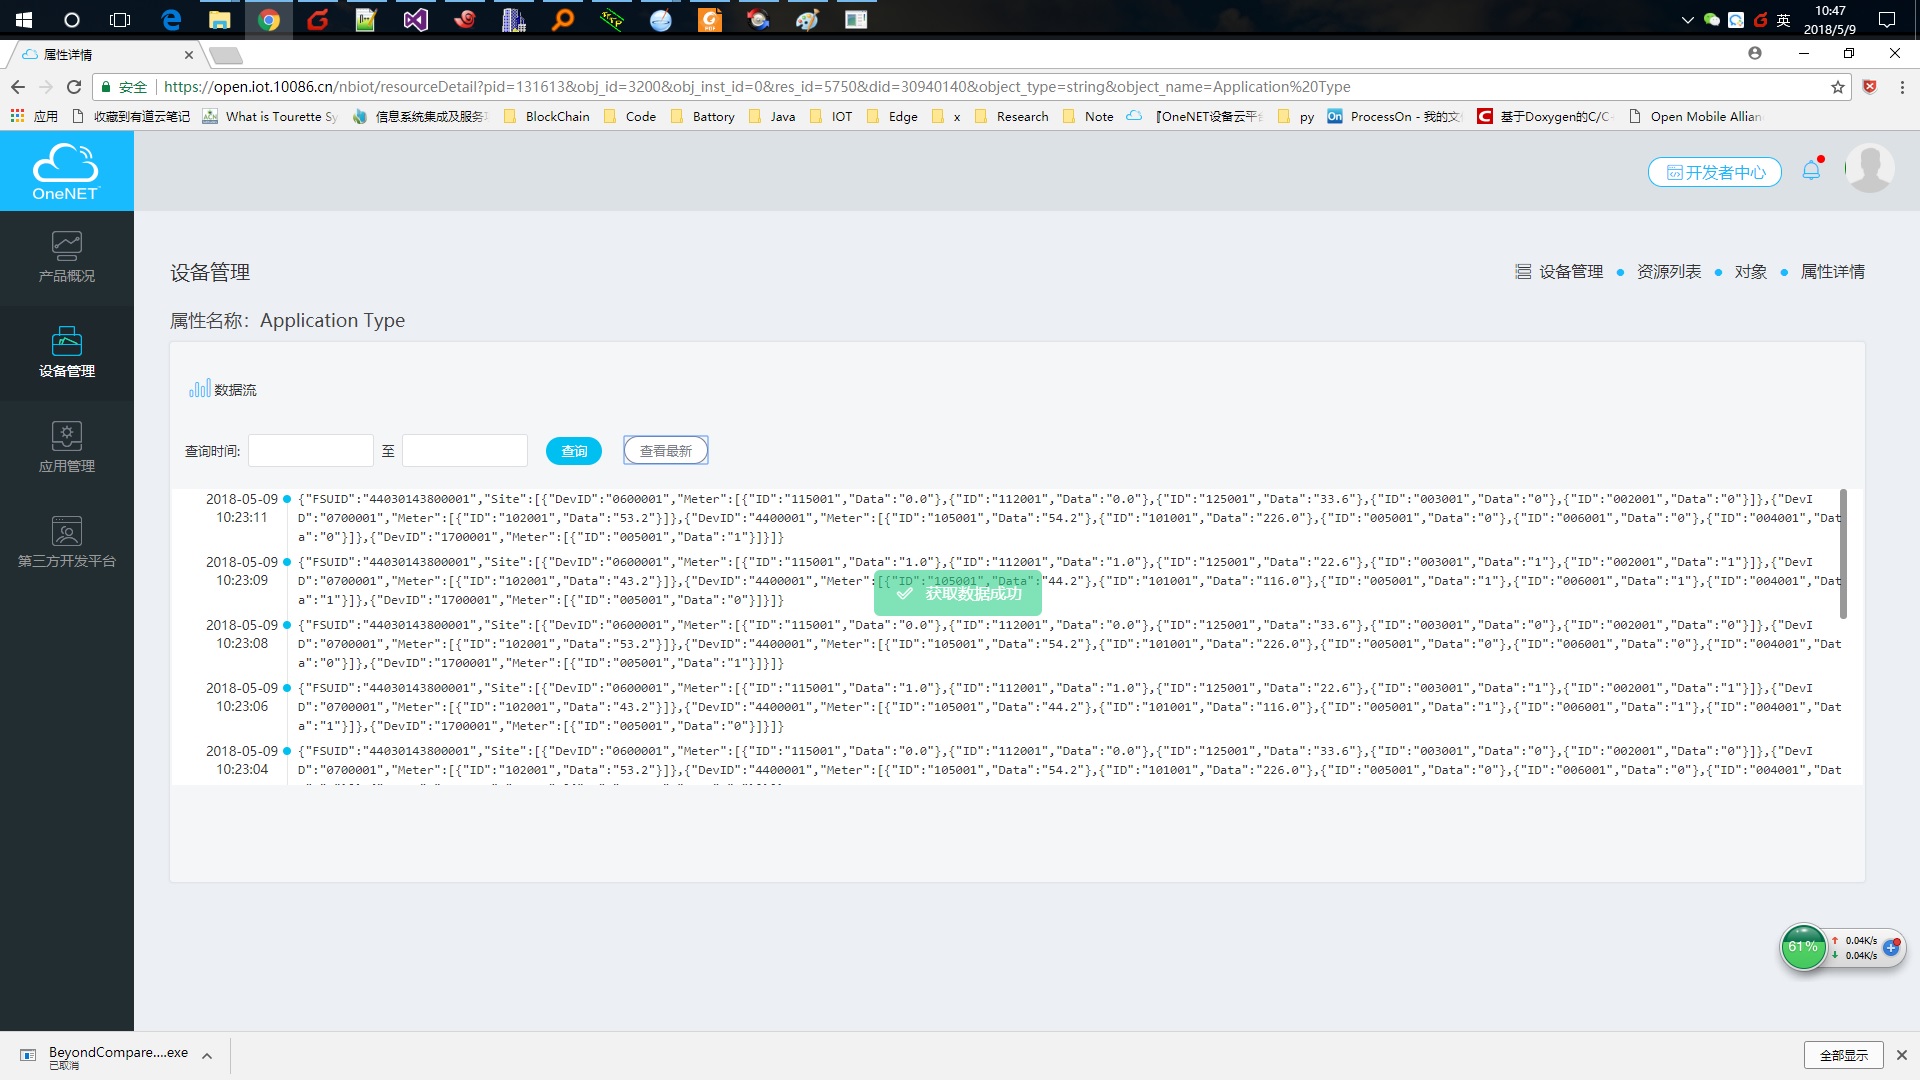 英
10:47
2018/5/9
属性详情
安全
https://open.iot.10086.cn/nbiot/resourceDetail?pid=131613&obj_id=3200&obj_inst_id=0&res_id=5750&did=30940140&object_type=string&object_name=Application%20Type
应用 收藏到有道云笔记 What is Tourette Sy 信息系统集成及服务 BlockChain Code Battory Java IOT Edge x Research Note 『OneNET设备云平台 py ProcessOn - 我的文 基于Doxygen的C/C Open Mobile Allian
OneNET
开发者中心
产品概况
设备管理
应用管理
第三方开发平台
设备管理
设备管理 资源列表 对象 属性详情
属性名称：Application Type
数据流
查询时间: 至 查询 查看最新
2018-05-09 {"FSUID":"44030143800001","Site":[{"DevID":"0600001","Meter":[{"ID":"115001","Data":"0.0"},{"ID":"112001","Data":"0.0"},{"ID":"125001","Data":"33.6"},{"ID":"003001","Data":"0"},{"ID":"002001","Data":"0"}]},{"DevI
10:23:11 D":"0700001","Meter":[{"ID":"102001","Data":"53.2"}]},{"DevID":"4400001","Meter":[{"ID":"105001","Data":"54.2"},{"ID":"101001","Data":"226.0"},{"ID":"005001","Data":"0"},{"ID":"006001","Data":"0"},{"ID":"004001","Dat
a":"0"}]},{"DevID":"1700001","Meter":[{"ID":"005001","Data":"1"}]}]}
2018-05-09 {"FSUID":"44030143800001","Site":[{"DevID":"0600001","Meter":[{"ID":"115001","Data":"1.0"},{"ID":"112001","Data":"1.0"},{"ID":"125001","Data":"22.6"},{"ID":"003001","Data":"1"},{"ID":"002001","Data":"1"}]},{"DevI
10:23:09 D":"0700001","Meter":[{"ID":"102001","Data":"43.2"}]},{"DevID":"4400001","Meter":[{"ID":"105001","Data":"44.2"},{"ID":"101001","Data":"116.0"},{"ID":"005001","Data":"1"},{"ID":"006001","Data":"1"},{"ID":"004001","Dat
a":"1"}]},{"DevID":"1700001","Meter":[{"ID":"005001","Data":"0"}]}]}
获取数据成功
2018-05-09 {"FSUID":"44030143800001","Site":[{"DevID":"0600001","Meter":[{"ID":"115001","Data":"0.0"},{"ID":"112001","Data":"0.0"},{"ID":"125001","Data":"33.6"},{"ID":"003001","Data":"0"},{"ID":"002001","Data":"0"}]},{"DevI
10:23:08 D":"0700001","Meter":[{"ID":"102001","Data":"53.2"}]},{"DevID":"4400001","Meter":[{"ID":"105001","Data":"54.2"},{"ID":"101001","Data":"226.0"},{"ID":"005001","Data":"0"},{"ID":"006001","Data":"0"},{"ID":"004001","Dat
a":"0"}]},{"DevID":"1700001","Meter":[{"ID":"005001","Data":"1"}]}]}
2018-05-09 {"FSUID":"44030143800001","Site":[{"DevID":"0600001","Meter":[{"ID":"115001","Data":"1.0"},{"ID":"112001","Data":"1.0"},{"ID":"125001","Data":"22.6"},{"ID":"003001","Data":"1"},{"ID":"002001","Data":"1"}]},{"DevI
10:23:06 D":"0700001","Meter":[{"ID":"102001","Data":"43.2"}]},{"DevID":"4400001","Meter":[{"ID":"105001","Data":"44.2"},{"ID":"101001","Data":"116.0"},{"ID":"005001","Data":"1"},{"ID":"006001","Data":"1"},{"ID":"004001","Dat
a":"1"}]},{"DevID":"1700001","Meter":[{"ID":"005001","Data":"0"}]}]}
2018-05-09 {"FSUID":"44030143800001","Site":[{"DevID":"0600001","Meter":[{"ID":"115001","Data":"0.0"},{"ID":"112001","Data":"0.0"},{"ID":"125001","Data":"33.6"},{"ID":"003001","Data":"0"},{"ID":"002001","Data":"0"}]},{"DevI
10:23:04 D":"0700001","Meter":[{"ID":"102001","Data":"53.2"}]},{"DevID":"4400001","Meter":[{"ID":"105001","Data":"54.2"},{"ID":"101001","Data":"226.0"},{"ID":"005001","Data":"0"},{"ID":"006001","Data":"0"},{"ID":"004001","Dat
61%
0.04K/s
0.04K/s
BeyondCompare....exe
已取消
全部显示